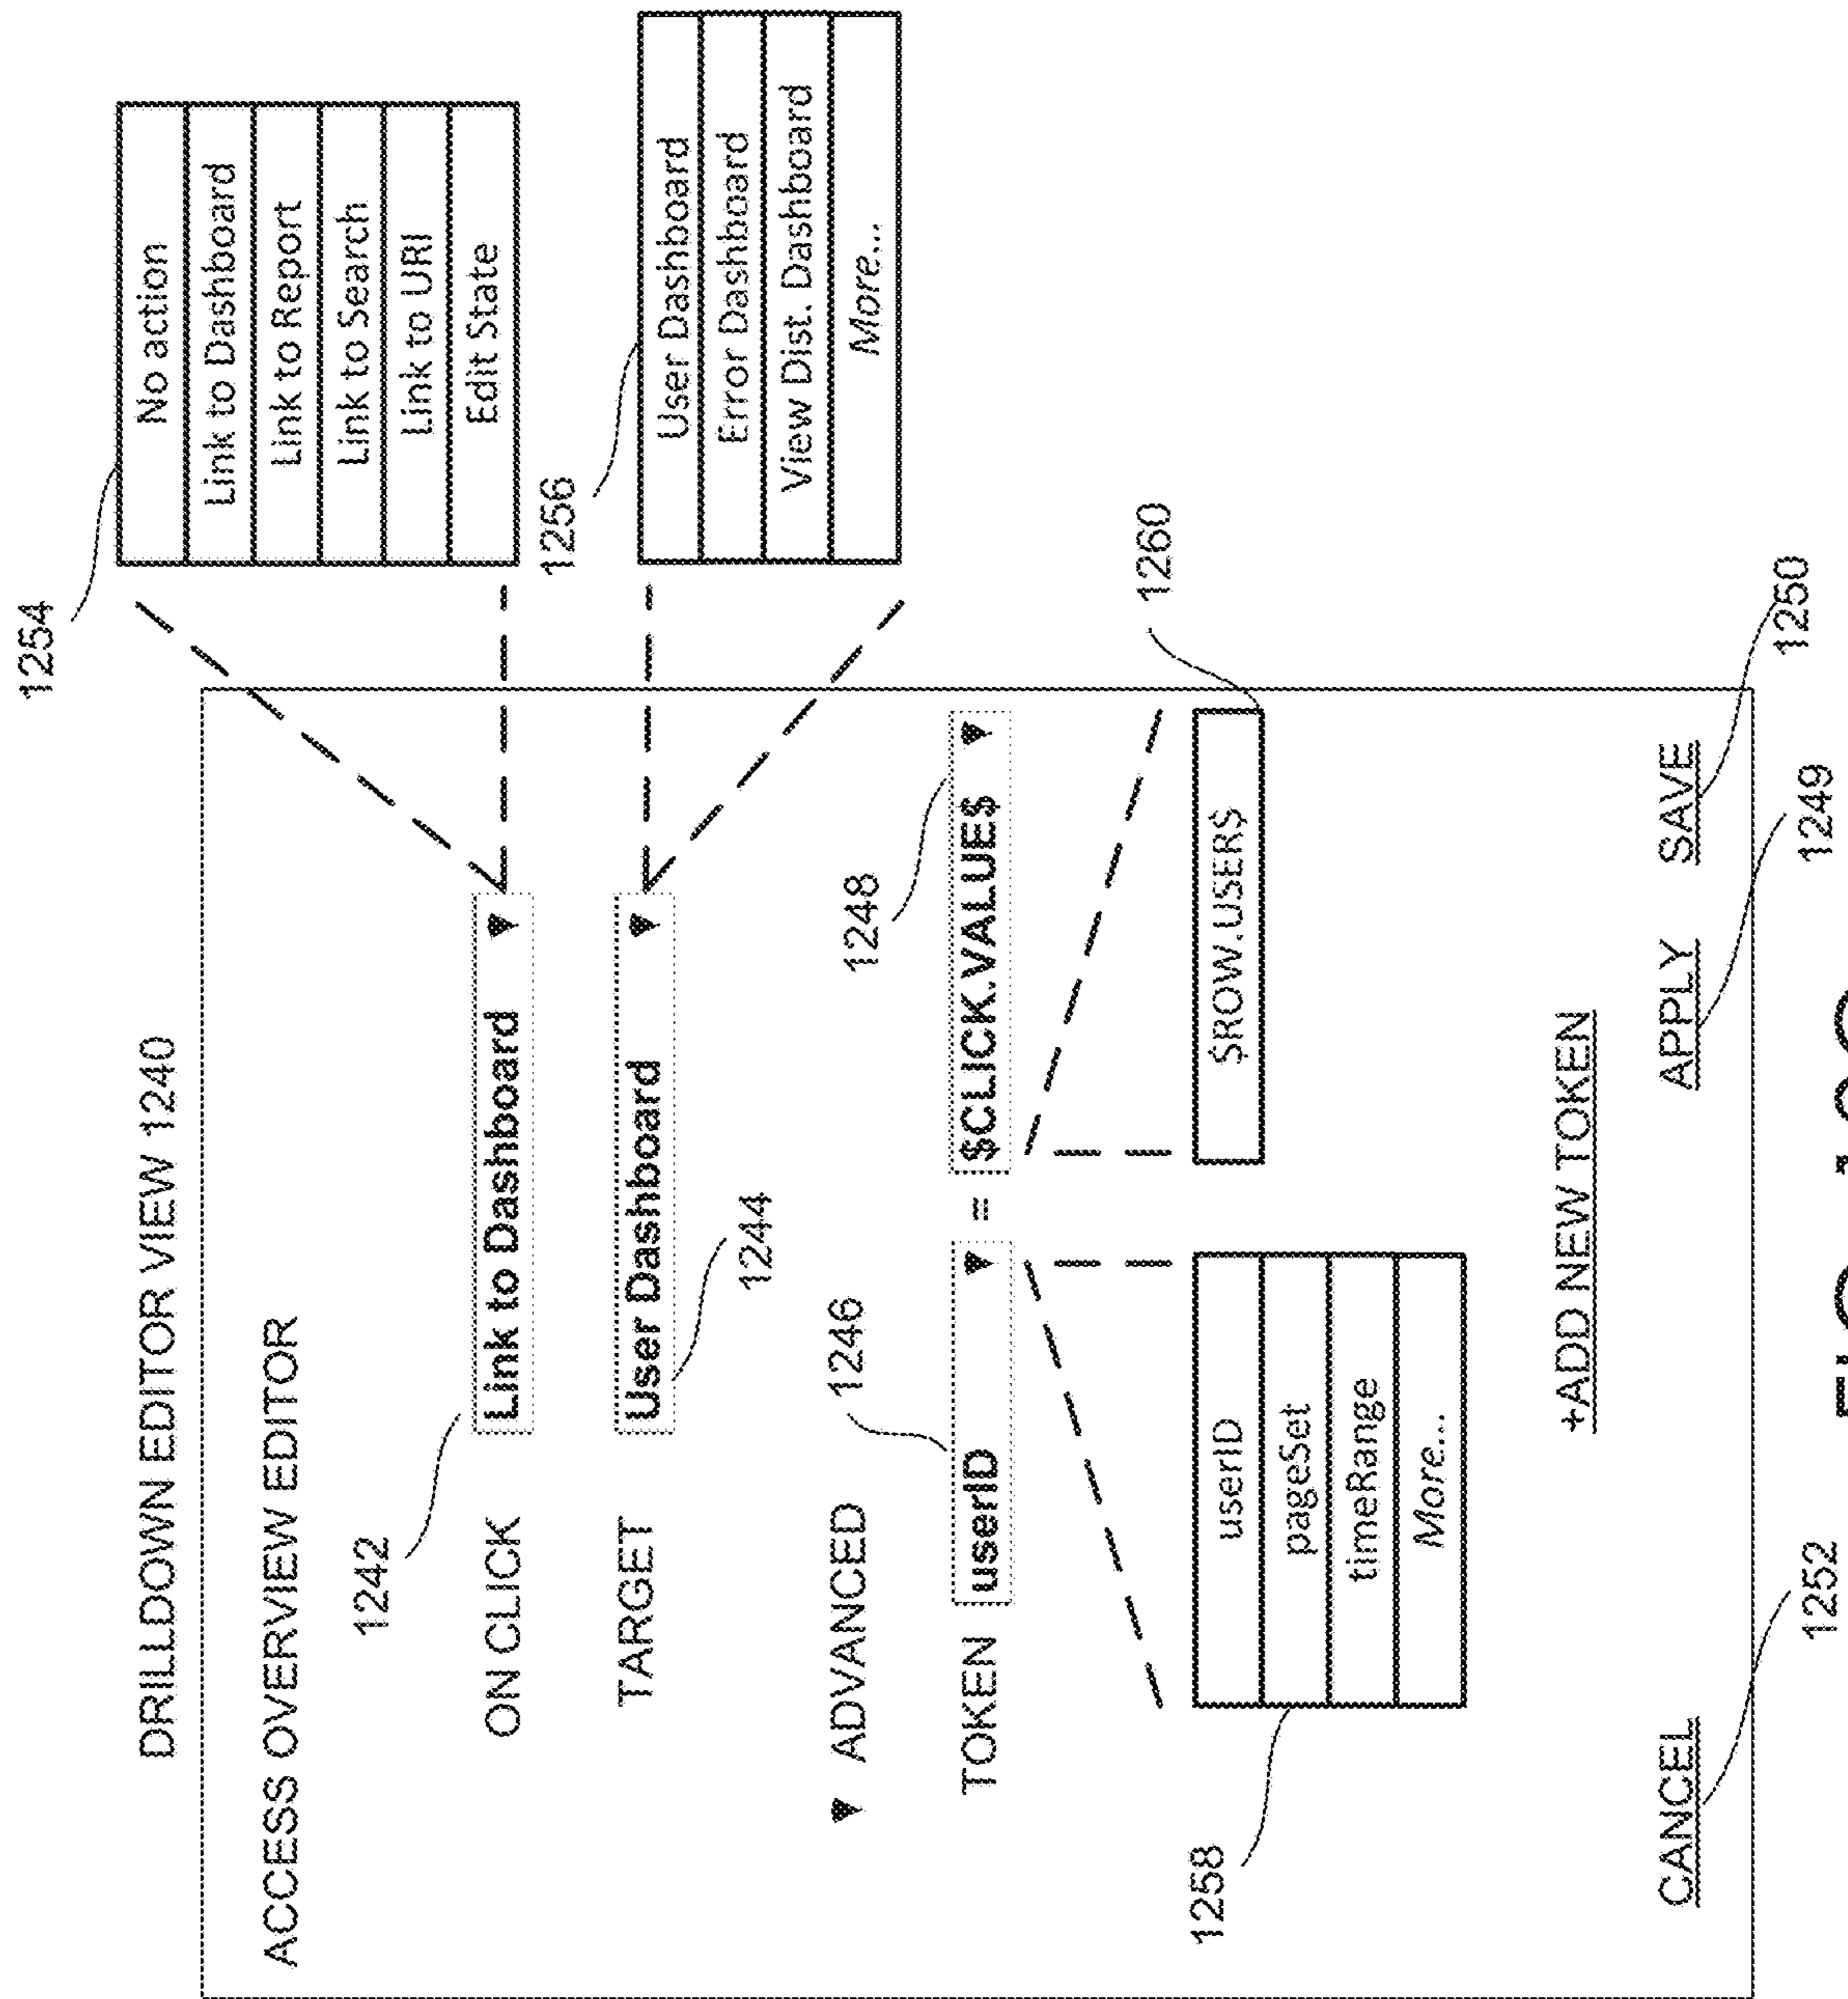 1254
DRILLDOWN EDITOR VIEW 1240
No action
Link to Dashboard
Link to Report
Link to Search
Link to URI
Edit State
ACCESS OVERVIEW EDITOR
1242
ON CLICK Link to Dashboard ▼
1256
TARGET User Dashboard ▼
User Dashboard
Error Dashboard
View Dist. Dashboard
More...
1244
▼ ADVANCED
1246
1248
TOKEN userID ▼ = $CLICK.VALUE$ ▼
1260
1258
userID
pageSet
timeRange
More...
$ROW.USER$
+ADD NEW TOKEN
CANCEL APPLY SAVE
1252
1249
1250